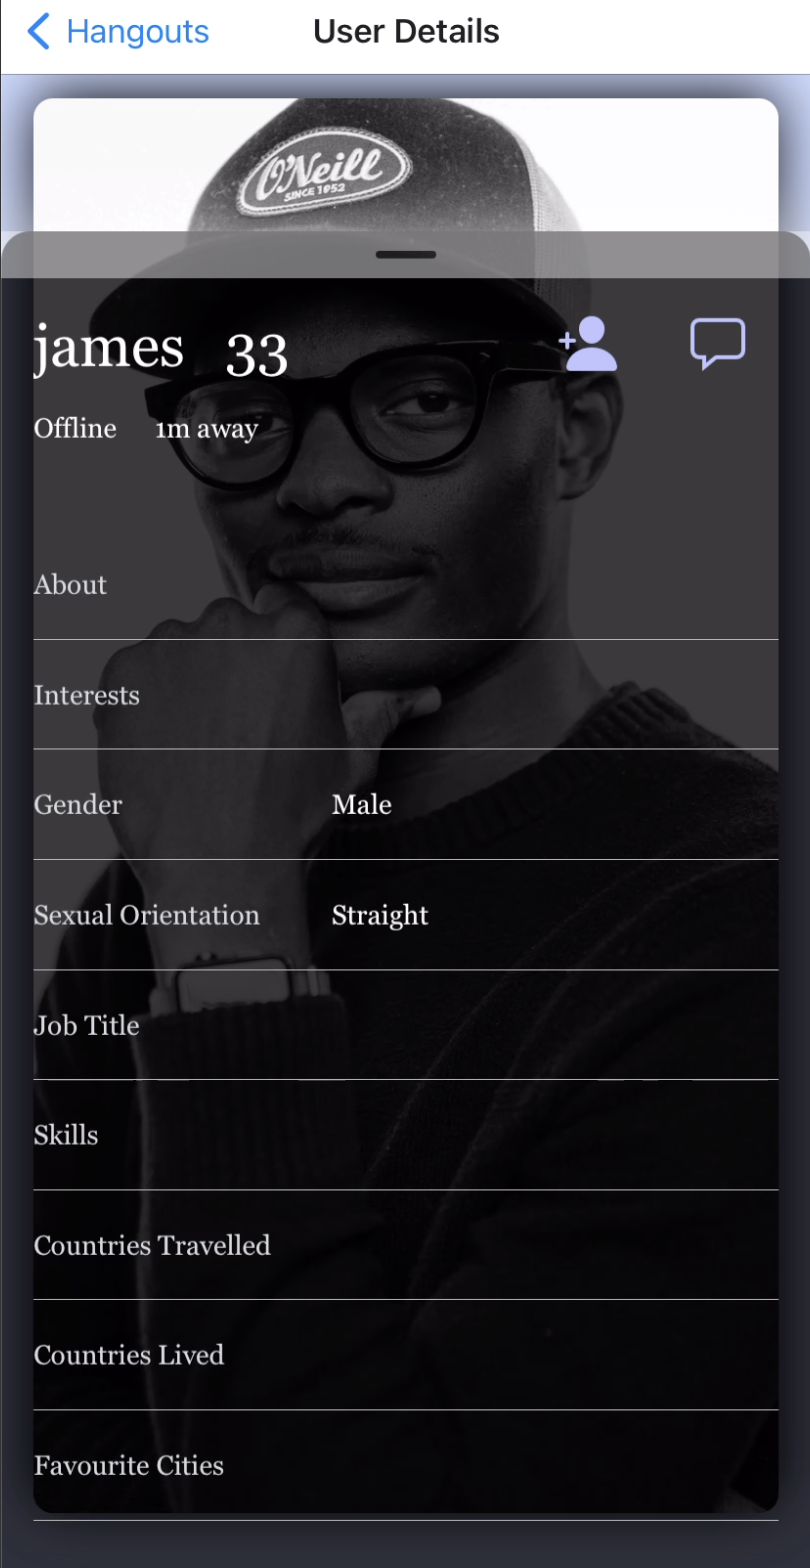 Hangouts User Details
O'Neill
SINCE 1952
james 33
Offline 1m away
About
Interests
Gender Male
Sexual Orientation Straight
Job Title
Skills
Countries Travelled
Countries Lived
Favourite Cities